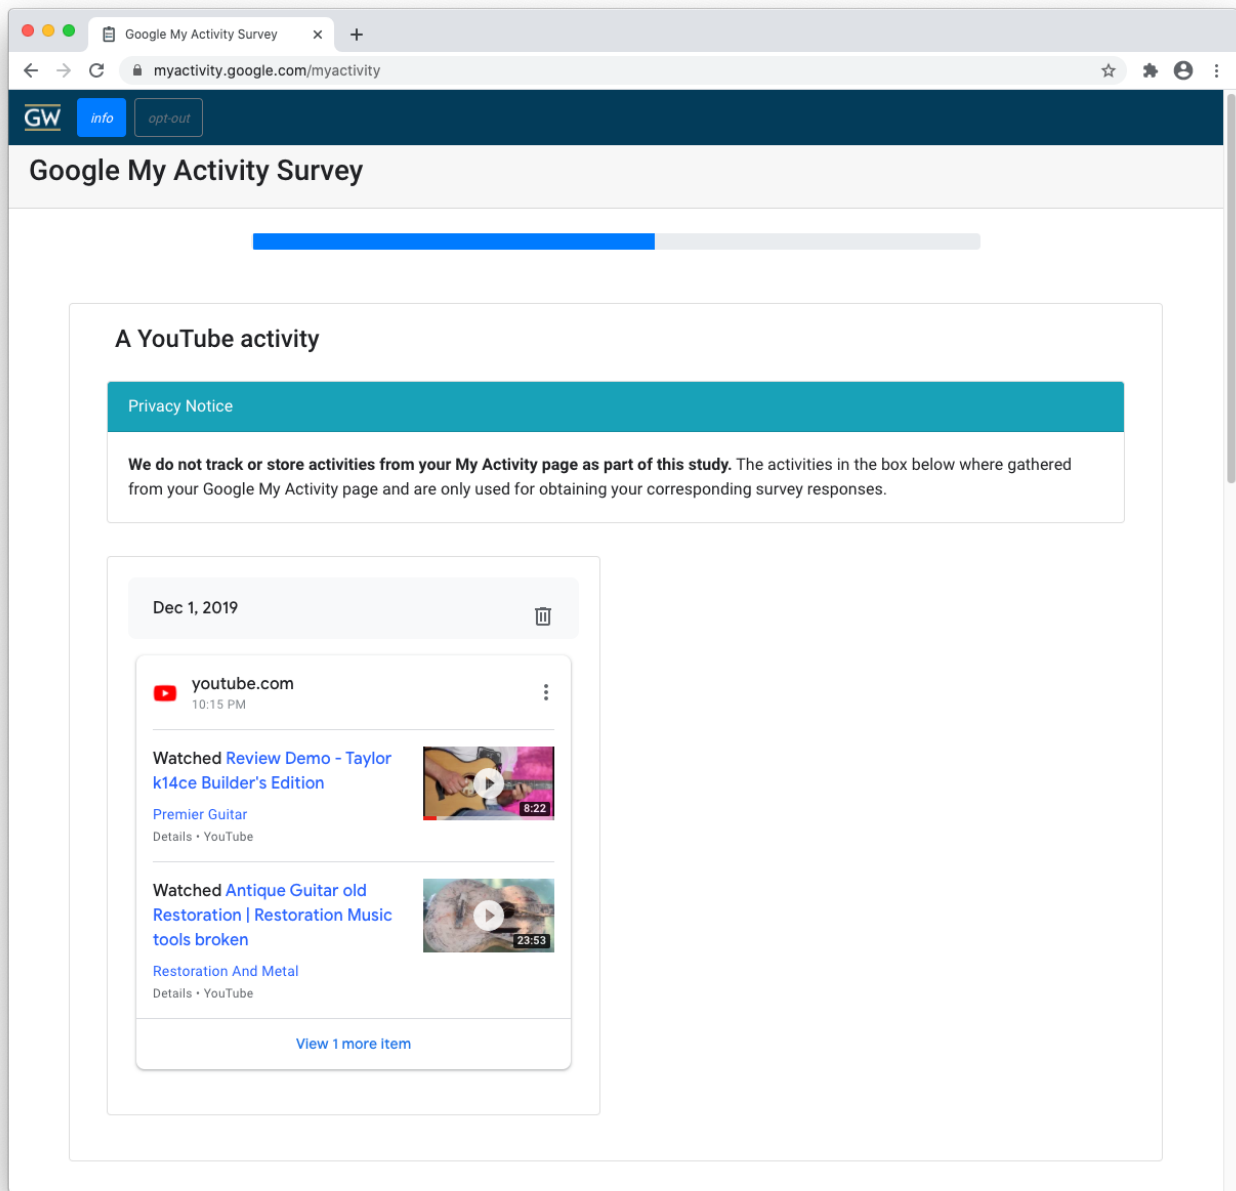 Google My Activity Survey
myactivity.google.com/myactivity
GW
info
opt-out
Google My Activity Survey
A YouTube activity
Privacy Notice
We do not track or store activities from your My Activity page as part of this study. The activities in the box below where gathered
from your Google My Activity page and are only used for obtaining your corresponding survey responses.
Dec 1, 2019
youtube.com
10:15 PM
Watched Review Demo - Taylor
k14ce Builder's Edition
8:22
Premier Guitar
Details • YouTube
Watched Antique Guitar old
Restoration | Restoration Music
tools broken
23:53
Restoration And Metal
Details • YouTube
View 1 more item